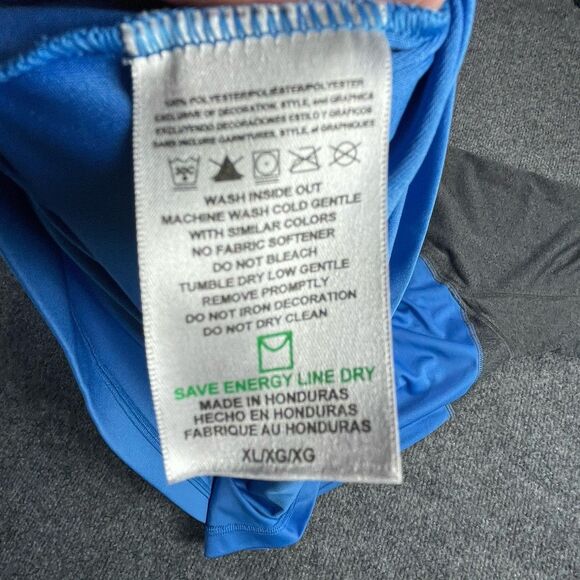 100% POLYESTER/POLIÉSTER/POLYESTER
EXCLUSIVE OF DECORATION, STYLE, and GRAPHICS
EXCLUYENDO DECORACIONES ESTILO Y GRÁFICOS
SANS INCLURE GARNITURES, STYLE, et GRAPHIQUES
30C
WASH INSIDE OUT
MACHINE WASH COLD GENTLE
WITH SIMILAR COLORS
NO FABRIC SOFTENER
DO NOT BLEACH
TUMBLE DRY LOW GENTLE
REMOVE PROMPTLY
DO NOT IRON DECORATION
DO NOT DRY CLEAN
SAVE ENERGY LINE DRY
MADE IN HONDURAS
HECHO EN HONDURAS
FABRIQUE AU HONDURAS
XL/XG/XG